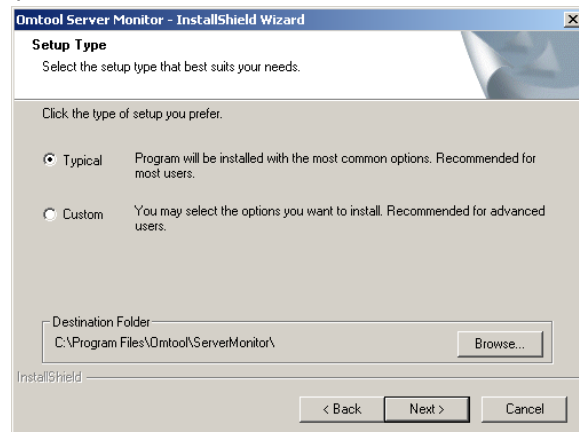 Omtool Server Monitor - InstallShield Wizard
Setup Type
Select the setup type that best suits your needs.
Click the type of setup you prefer.
Typical
Program will be installed with the most common options. Recommended for
most users.
Custom
You may select the options you want to install. Recommended for advanced
users.
Destination Folder
C:\Program Files\Omtool\ServerMonitor\
Browse...
InstallShield
< Back
Next >
Cancel